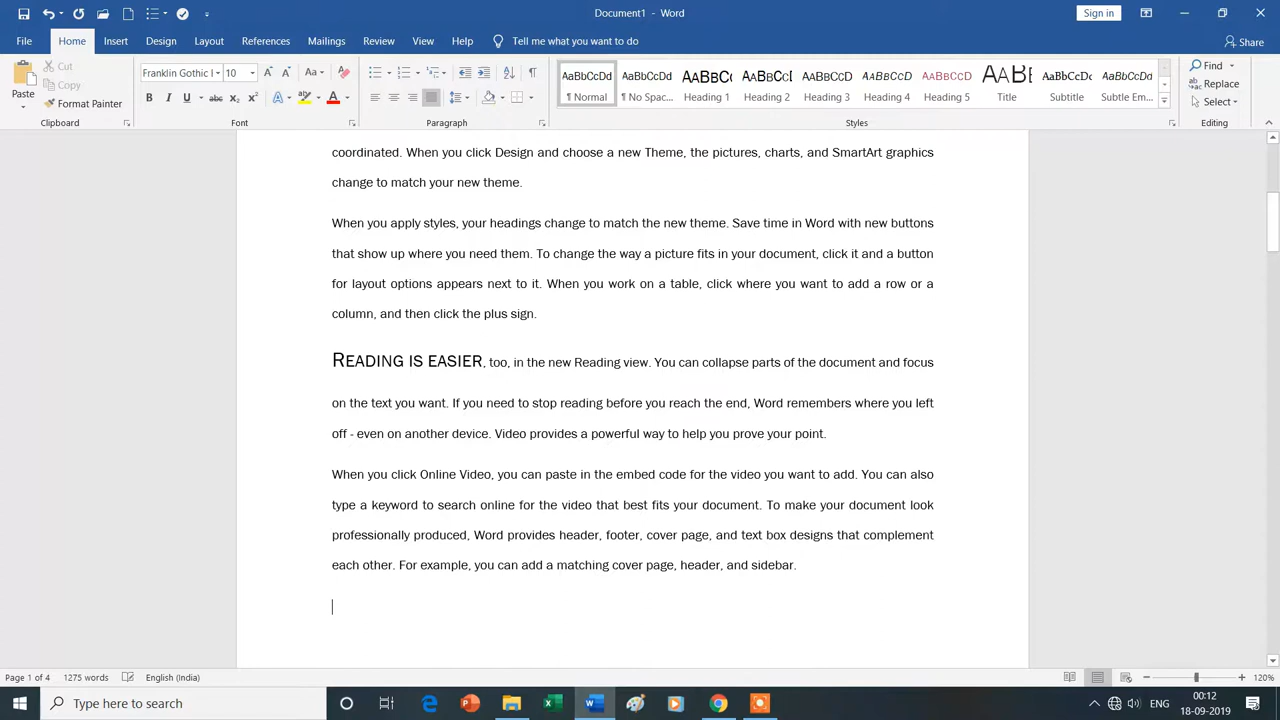 Document1 - Word
Sign in
File Home Insert Design Layout References Mailings Review View Help Tell me what you want to do Share
Paste
Cut
Copy
Format Painter
Clipboard
Franklin Gothic I 10
Font
Paragraph
AaBbCcDd AaBbCcDd AaBbCc AaBbCcD AaBbCcD AaBbCcD AaBbCcD AaBb AaBbCcDc AaBbCcDd
¶ Normal ¶ No Spac... Heading 1 Heading 2 Heading 3 Heading 4 Heading 5 Title Subtitle Subtle Em...
Styles
Find
Replace
Select
Editing
coordinated. When you click Design and choose a new Theme, the pictures, charts, and SmartArt graphics
change to match your new theme.
When you apply styles, your headings change to match the new theme. Save time in Word with new buttons
that show up where you need them. To change the way a picture fits in your document, click it and a button
for layout options appears next to it. When you work on a table, click where you want to add a row or a
column, and then click the plus sign.
READING IS EASIER, too, in the new Reading view. You can collapse parts of the document and focus
on the text you want. If you need to stop reading before you reach the end, Word remembers where you left
off - even on another device. Video provides a powerful way to help you prove your point.
When you click Online Video, you can paste in the embed code for the video you want to add. You can also
type a keyword to search online for the video that best fits your document. To make your document look
professionally produced, Word provides header, footer, cover page, and text box designs that complement
each other. For example, you can add a matching cover page, header, and sidebar.
Page 1 of 4 1275 words English (India) 120%
Type here to search
ENG
00:12
18-09-2019